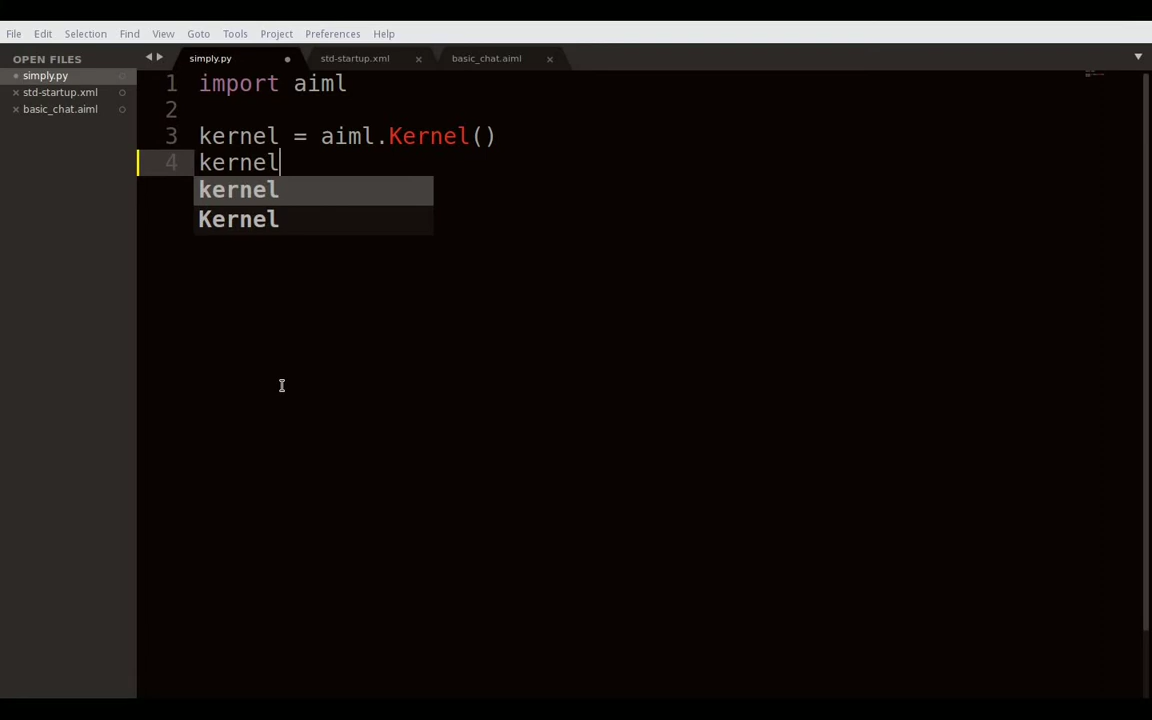 File Edit Selection Find View Goto Tools Project Preferences Help
OPEN FILES
simply.py
std-startup.xml
basic_chat.aiml
simply.py std-startup.xml basic_chat.aiml
1 import aiml
2
3 kernel = aiml.Kernel()
4 kernel
kernel
Kernel